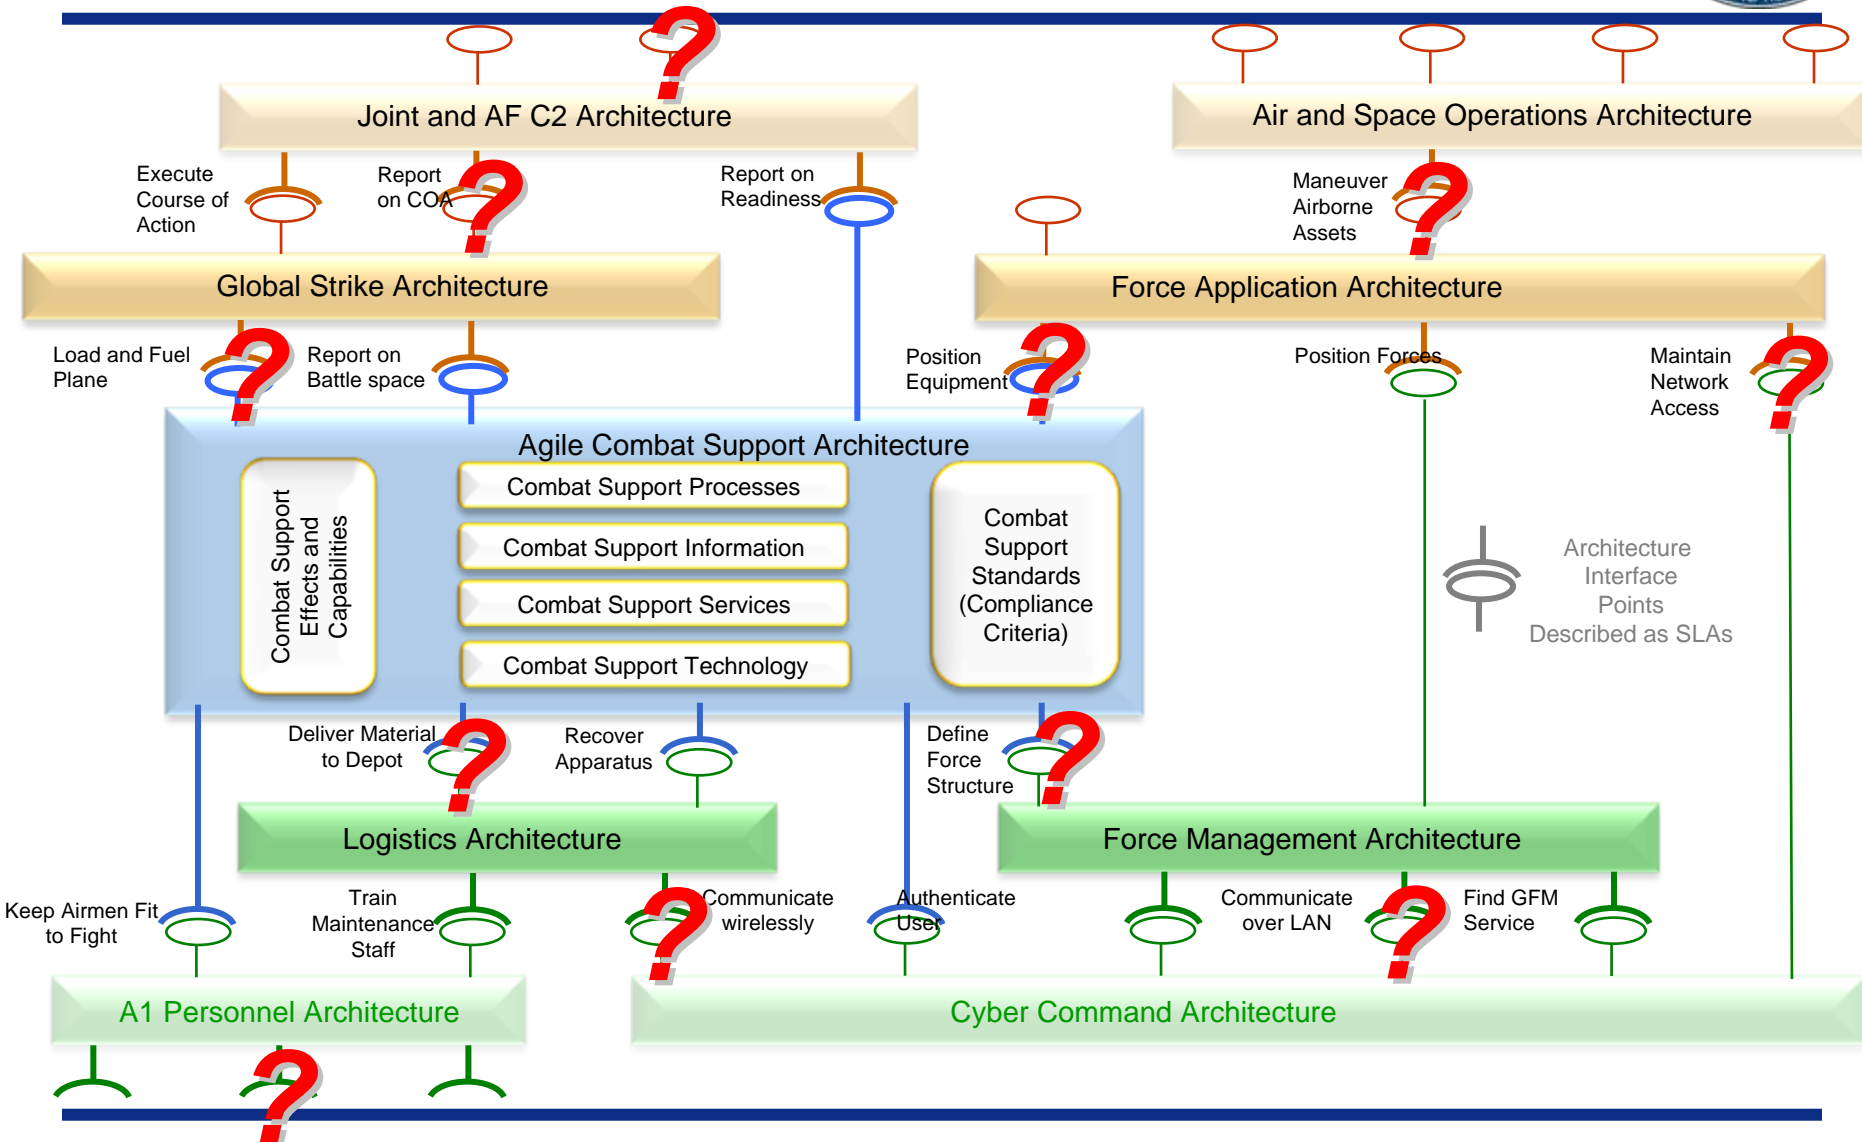 Joint and AF C2 Architecture
Air and Space Operations Architecture
Execute
Course of
Action
Report
on COA
Report on
Readiness
Maneuver
Airborne
Assets
Global Strike Architecture
Force Application Architecture
Load and Fuel
Plane
Report on
Battle space
Position
Equipment
Position Forces
Maintain
Network
Access
Agile Combat Support Architecture
Combat Support
Effects and
Capabilities
Combat Support Processes
Combat Support Information
Combat Support Services
Combat Support Technology
Combat
Support
Standards
(Compliance
Criteria)
Architecture
Interface
Points
Described as SLAs
Deliver Material
to Depot
Recover
Apparatus
Define
Force
Structure
Logistics Architecture
Force Management Architecture
Keep Airmen Fit
to Fight
Train
Maintenance
Staff
Communicate
wirelessly
Authenticate
User
Communicate
over LAN
Find GFM
Service
A1 Personnel Architecture
Cyber Command Architecture
?
?
?
?
?
?
?
?
?
?
?